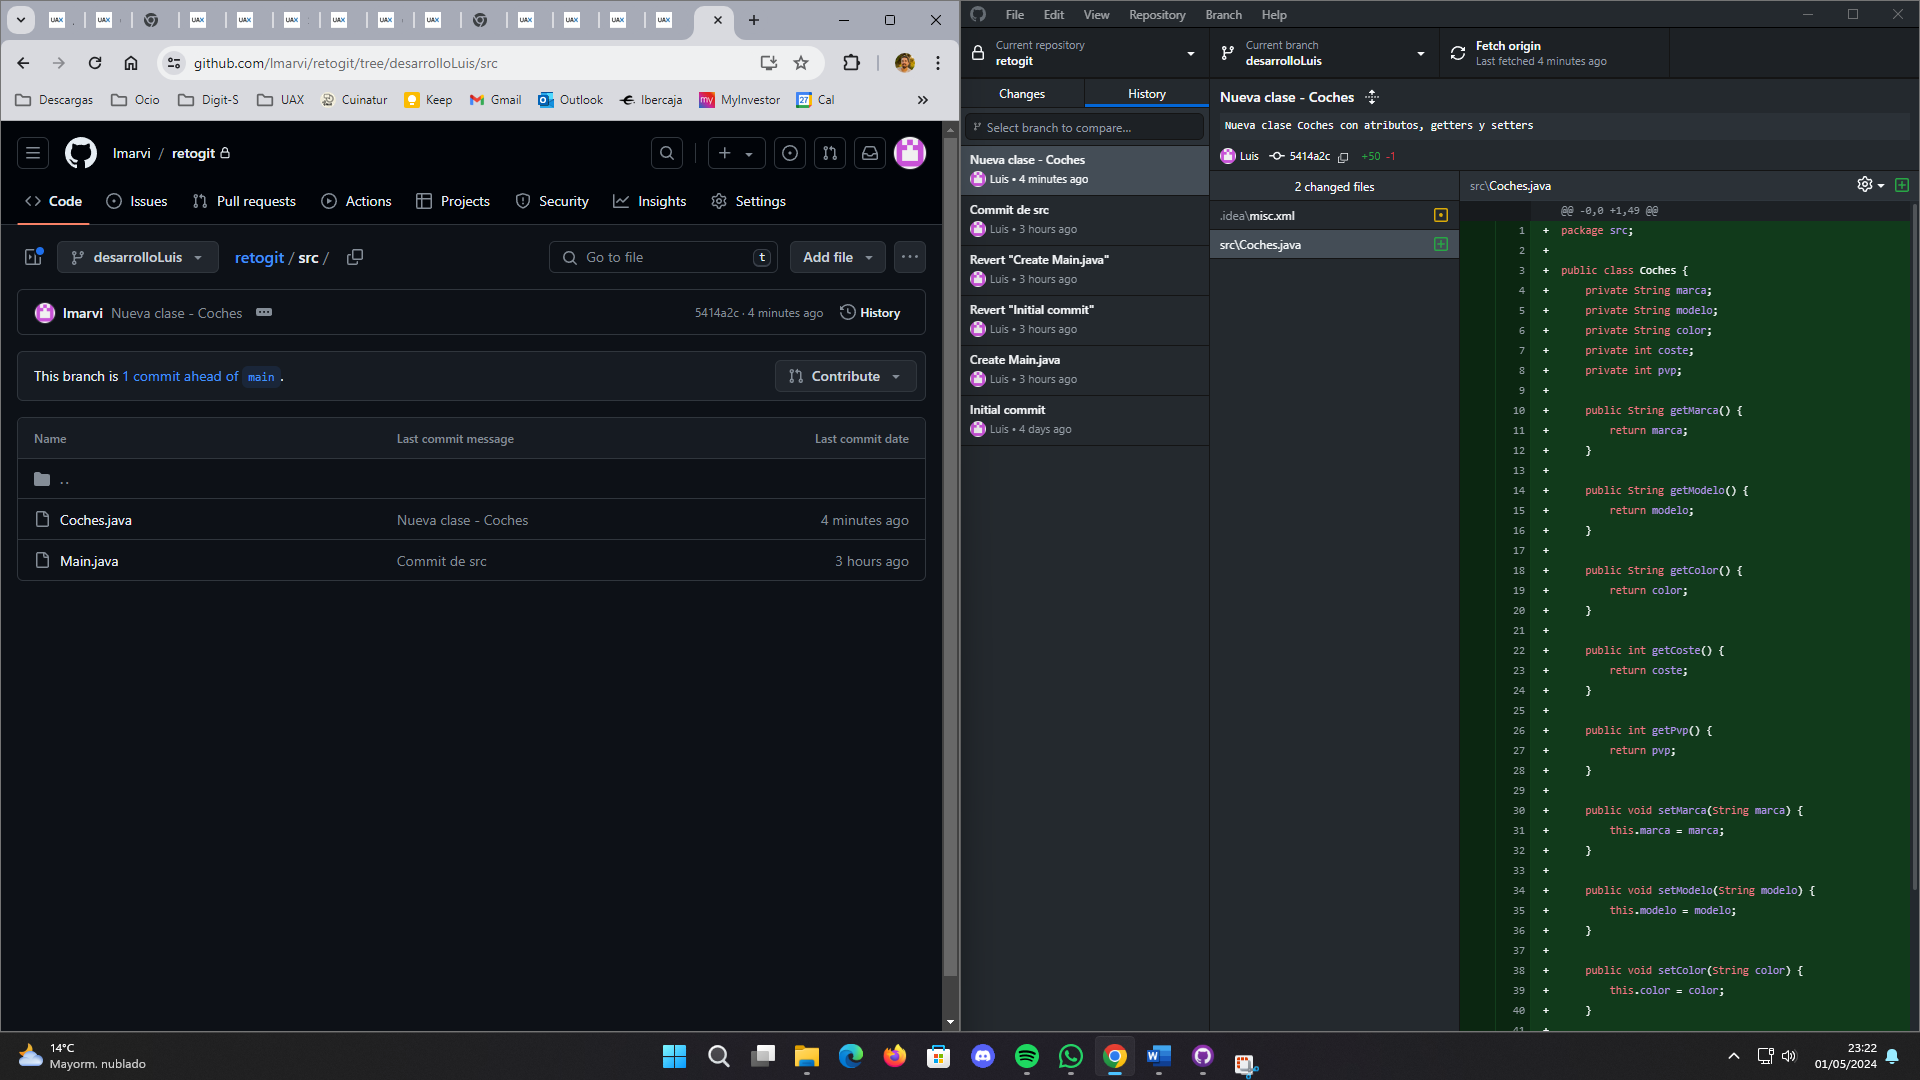 github.com/lmarvi/retogit/tree/desarrolloLuis/src
Descargas
Ocio
Digit-S
UAX
Cuinatur
Keep
Gmail
Outlook
Ibercaja
MyInvestor
Cal
lmarvi / retogit
Code
Issues
Pull requests
Actions
Projects
Security
Insights
Settings
desarrolloLuis
retogit / src /
Go to file
t
Add file
lmarvi Nueva clase - Coches
5414a2c · 4 minutes ago
History
This branch is 1 commit ahead of main .
Contribute
Name Last commit message Last commit date
..
Coches.java Nueva clase - Coches 4 minutes ago
Main.java Commit de src 3 hours ago
File Edit View Repository Branch Help
Current repository
retogit
Current branch
desarrolloLuis
Fetch origin
Last fetched 4 minutes ago
Changes
History
Select branch to compare...
Nueva clase - Coches
Luis • 4 minutes ago
Commit de src
Luis • 3 hours ago
Revert "Create Main.java"
Luis • 3 hours ago
Revert "Initial commit"
Luis • 3 hours ago
Create Main.java
Luis • 3 hours ago
Initial commit
Luis • 4 days ago
Nueva clase - Coches
Nueva clase Coches con atributos, getters y setters
Luis 5414a2c +50 -1
2 changed files
.idea\misc.xml
src\Coches.java
src\Coches.java
@@ -0,0 +1,49 @@
1 + package src;
2 +
3 + public class Coches {
4 + private String marca;
5 + private String modelo;
6 + private String color;
7 + private int coste;
8 + private int pvp;
9 +
10 + public String getMarca() {
11 + return marca;
12 + }
13 +
14 + public String getModelo() {
15 + return modelo;
16 + }
17 +
18 + public String getColor() {
19 + return color;
20 + }
21 +
22 + public int getCoste() {
23 + return coste;
24 + }
25 +
26 + public int getPvp() {
27 + return pvp;
28 + }
29 +
30 + public void setMarca(String marca) {
31 + this.marca = marca;
32 + }
33 +
34 + public void setModelo(String modelo) {
35 + this.modelo = modelo;
36 + }
37 +
38 + public void setColor(String color) {
39 + this.color = color;
40 + }
41 +
14°C
Mayorm. nublado
23:22
01/05/2024